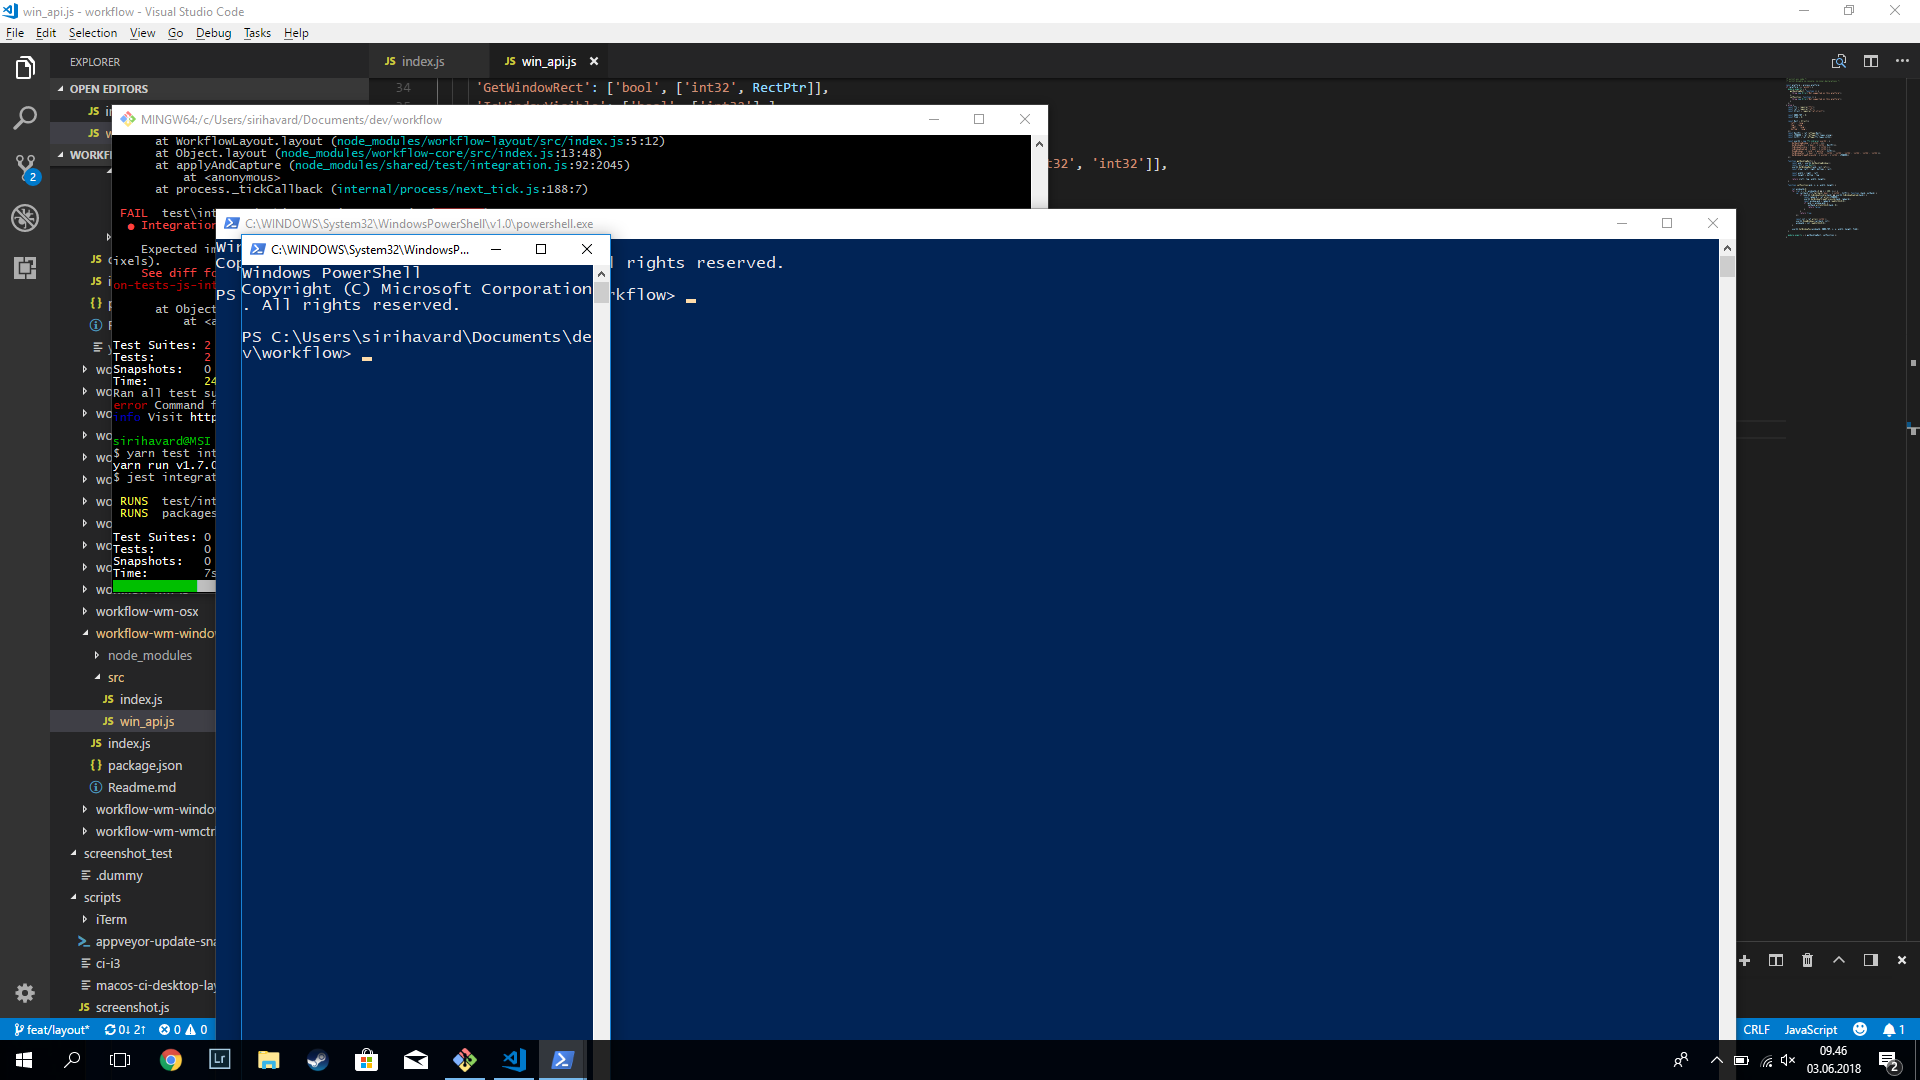 win_api.js - workflow - Visual Studio Code
File Edit Selection View Go Debug Tasks Help
EXPLORER
OPEN EDITORS
JS index.js
JS win_api.js
34 'GetWindowRect': ['bool', ['int32', RectPtr]],
'int32']],
MINGW64:/c/Users/sirihavard/Documents/dev/workflow
at WorkflowLayout.layout (node_modules/workflow-layout/src/index.js:5:12)
at Object.layout (node_modules/workflow-core/src/index.js:13:48)
at applyAndCapture (node_modules/shared/test/integration.js:92:2045)
at <anonymous>
at process._tickCallback (internal/process/next_tick.js:188:7)
FAIL
● Integration
Expected
ixels).
See diff
on-tests-js-int
at Object
Test Suites: 2
Tests: 2
Snapshots: 0
Time: 24
Ran all test
error Command
info Visit http
sirihavard@MSI
$ yarn test int
yarn run v1.7.0
$ jest integrat
RUNS test/int
RUNS packages
Test Suites: 0
Tests: 0
Snapshots: 0
Time: 7s
C:\WINDOWS\System32\WindowsPowerShell\v1.0\powershell.exe
l rights reserved.
PS
kflow>
C:\WINDOWS\System32\WindowsP...
Windows PowerShell
Copyright (C) Microsoft Corporation
. All rights reserved.
PS C:\Users\sirihavard\Documents\de
v\workflow>
WORKFL
workflow-wm-osx
workflow-wm-windo
node_modules
src
JS index.js
JS win_api.js
JS index.js
{} package.json
Readme.md
workflow-wm-windo
workflow-wm-wmctr
screenshot_test
.dummy
scripts
iTerm
appveyor-update-sna
ci-i3
macos-ci-desktop-lay
JS screenshot.js
2
feat/layout* 0↓ 2↑ 0 0
CRLF JavaScript 1
Lr
09.46
03.06.2018
2